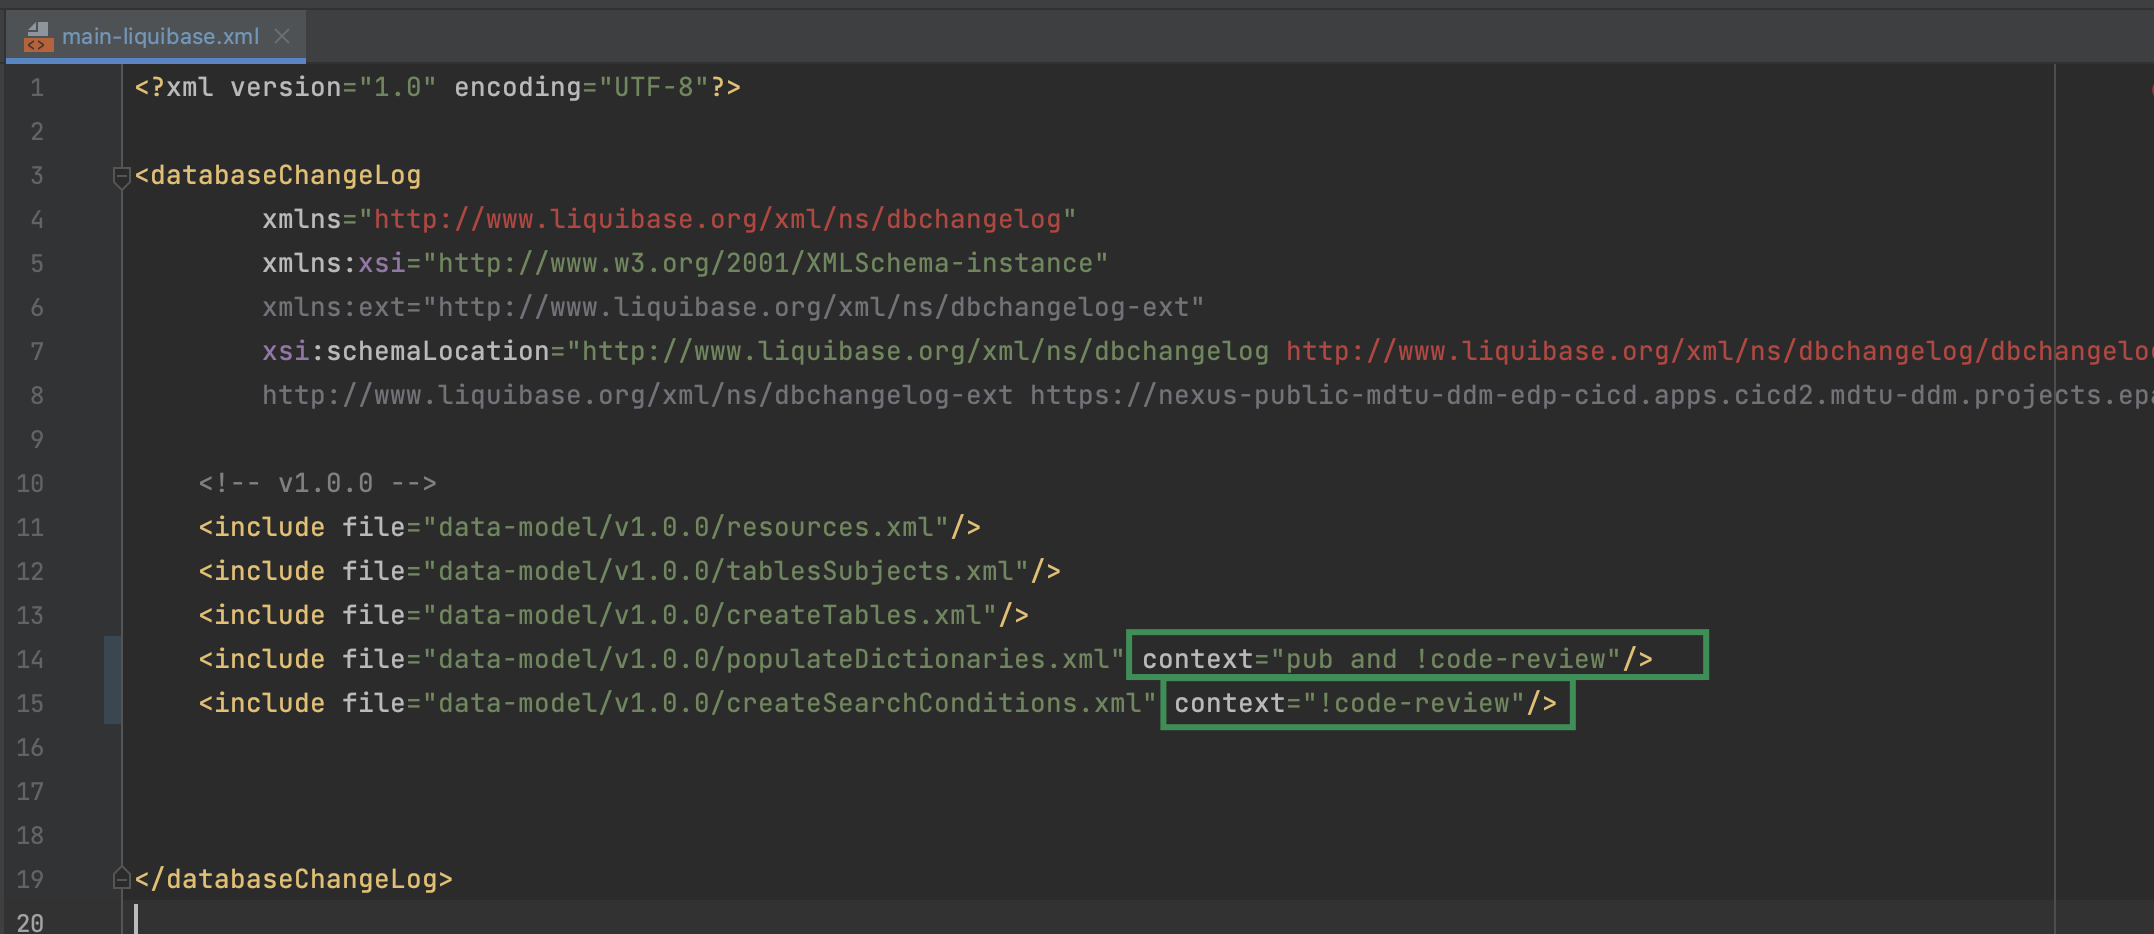 main-liquibase.xml
1 <?xml version="1.0" encoding="UTF-8"?>
2
3 <databaseChangeLog
4 xmlns="http://www.liquibase.org/xml/ns/dbchangelog"
5 xmlns:xsi="http://www.w3.org/2001/XMLSchema-instance"
6 xmlns:ext="http://www.liquibase.org/xml/ns/dbchangelog-ext"
7 xsi:schemaLocation="http://www.liquibase.org/xml/ns/dbchangelog http://www.liquibase.org/xml/ns/dbchangelog/dbchangelo
8 http://www.liquibase.org/xml/ns/dbchangelog-ext https://nexus-public-mdtu-ddm-edp-cicd.apps.cicd2.mdtu-ddm.projects.epa
9
10 <!-- v1.0.0 -->
11 <include file="data-model/v1.0.0/resources.xml"/>
12 <include file="data-model/v1.0.0/tablesSubjects.xml"/>
13 <include file="data-model/v1.0.0/createTables.xml"/>
14 <include file="data-model/v1.0.0/populateDictionaries.xml" context="pub and !code-review"/>
15 <include file="data-model/v1.0.0/createSearchConditions.xml" context="!code-review"/>
16
17
18
19 </databaseChangeLog>
20